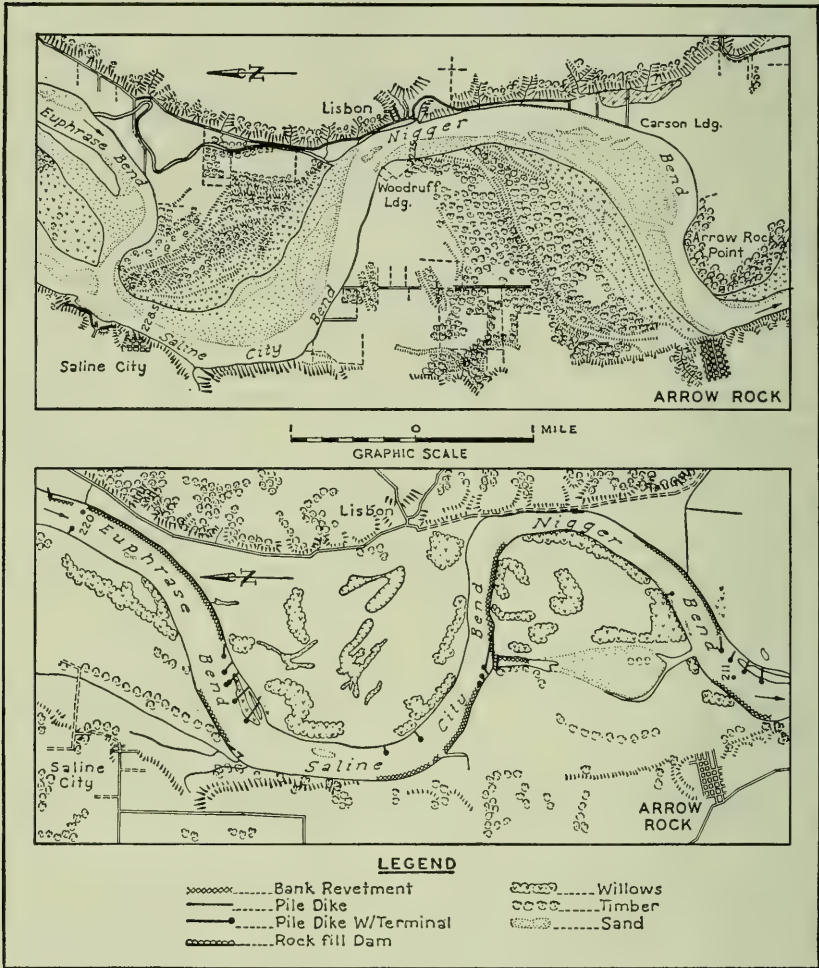 N
Lisbon
Nigger
Carson Ldg.
Euphrase Bend
Bend
Woodruff
Ldg.
Arrow Rock
Point
Bend
228.5
Saline
City
Saline City
ARROW ROCK
1 0 1 MILE
GRAPHIC SCALE
Lisbon
220
Nigger
Euphrase
N
Bend
Bend
Bend
211
City
Saline
Saline
City
ARROW
ROCK
LEGEND
Bank Revetment
Willows
Pile Dike
Timber
Pile Dike W/Terminal
Sand
Rock fill Dam